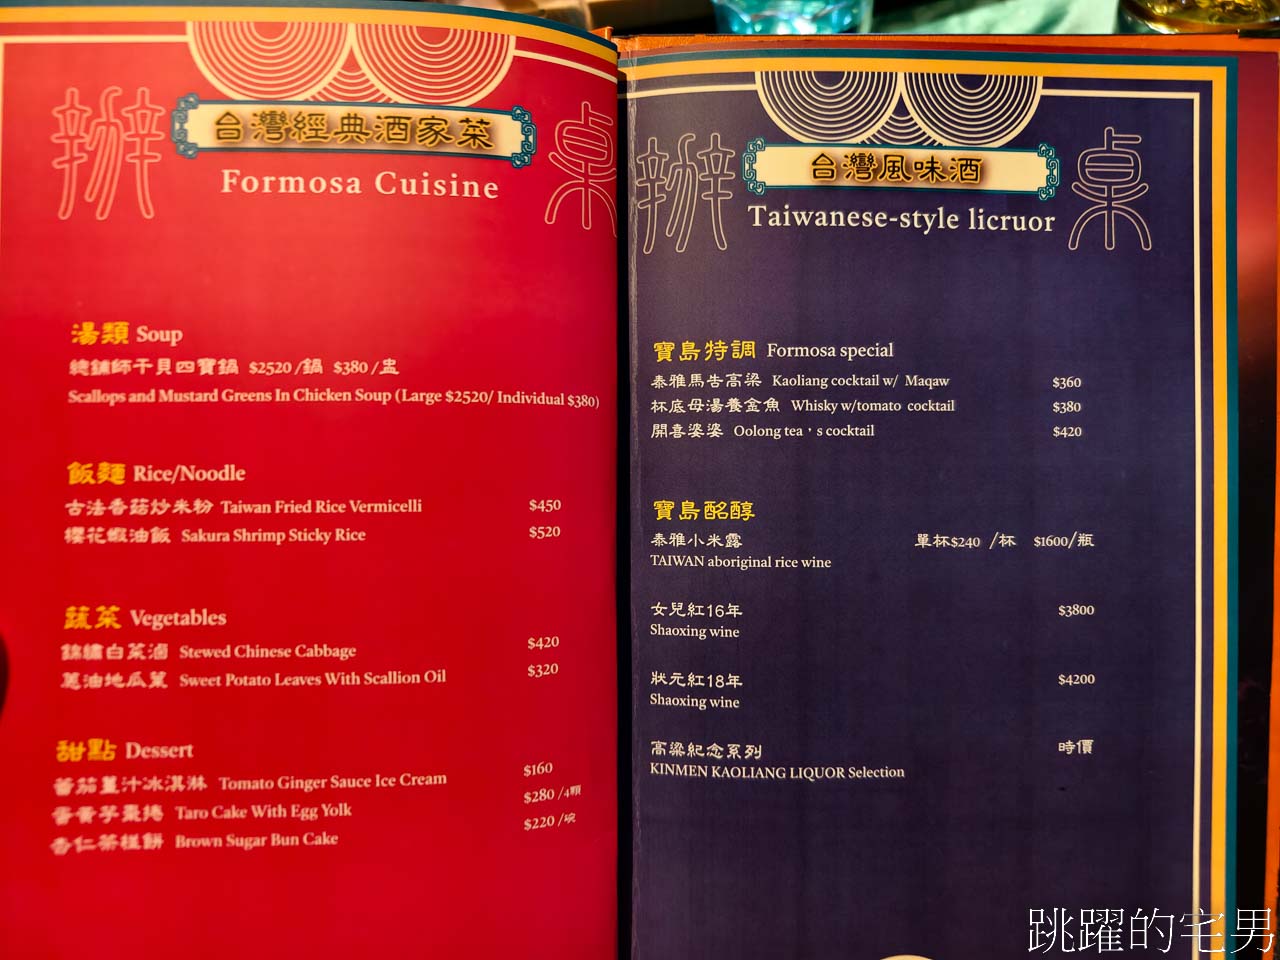 辦
台灣經典酒家菜
桌
Formosa Cuisine
湯類 Soup
總鋪師干貝四寶鍋 $2520/鍋 $380/盅
Scallops and Mustard Greens In Chicken Soup (Large $2520/ Individual $380)
飯麵 Rice/Noodle
古法香菇炒米粉 Taiwan Fried Rice Vermicelli $450
櫻花蝦油飯 Sakura Shrimp Sticky Rice $520
蔬菜 Vegetables
錦繡白菜滷 Stewed Chinese Cabbage $420
蔥油地瓜葉 Sweet Potato Leaves With Scallion Oil $320
甜點 Dessert
蕃茄薑汁冰淇淋 Tomato Ginger Sauce Ice Cream $160
蛋黃芋棗捲 Taro Cake With Egg Yolk $280 /4顆
杏仁茶糕餅 Brown Sugar Bun Cake $220 /碗
辦
台灣風味酒
桌
Taiwanese-style licruor
寶島特調 Formosa special
泰雅馬告高粱 Kaoliang cocktail w/ Maqaw $360
杯底毋湯養金魚 Whisky w/tomato cocktail $380
開喜婆婆 Oolong tea，s cocktail $420
寶島酩醇
泰雅小米露 單杯$240 /杯 $1600/瓶
TAIWAN aboriginal rice wine
女兒紅16年 $3800
Shaoxing wine
狀元紅18年 $4200
Shaoxing wine
高粱紀念系列 時價
KINMEN KAOLIANG LIQUOR Selection
跳躍的宅男